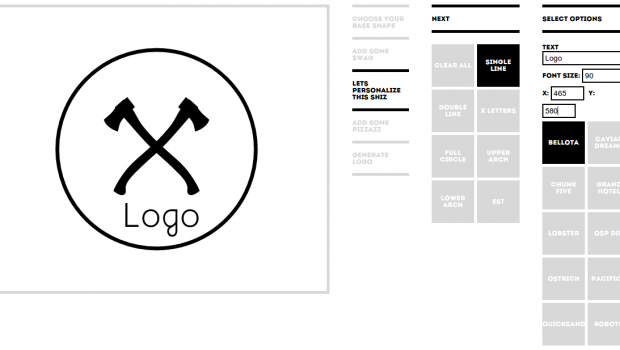 Logo
CHOOSE YOUR
BASE SHAPE
ADD SOME
SWAG
LETS
PERSONALIZE
THIS SHIZ
ADD SOME
PIZZAZZ
GENERATE
LOGO
NEXT
CLEAR ALL
SINGLE
LINE
DOUBLE
LINE
X LETTERS
FULL
CIRCLE
UPPER
ARCH
LOWER
ARCH
EST
SELECT OPTIONS
TEXT
Logo
FONT SIZE: 90
X: 465 Y:
580
BELLOTA
CAVIAR
DREAM
CHUNK
FIVE
GRAND
HOTEL
LOBSTER
OSP DI
OSTRICH
PACIFIC
QUICKSAND
ROBOT